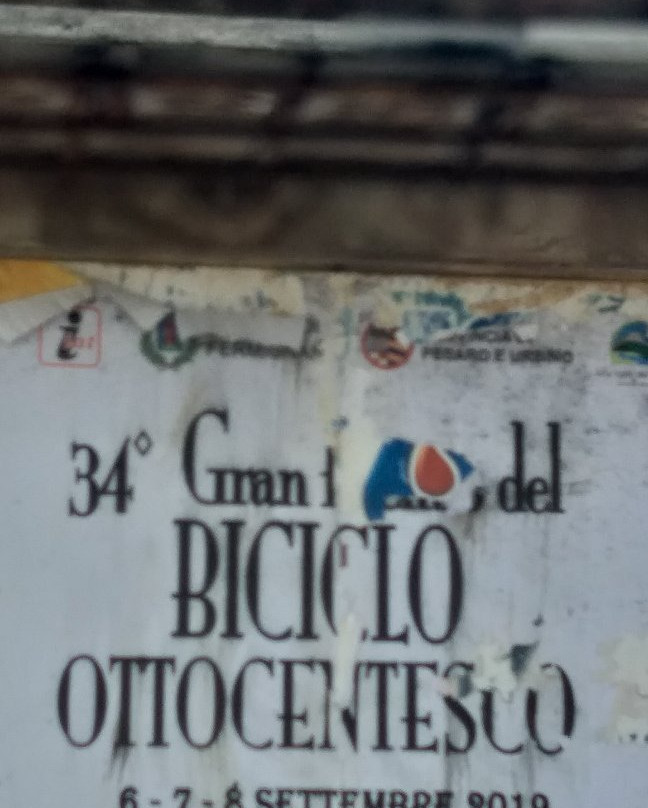 PESARO E URBINO
34° Gran del
BICICLO
OTTOCENTESCO
6 - 7 - 8 SETTEMBRE 2019